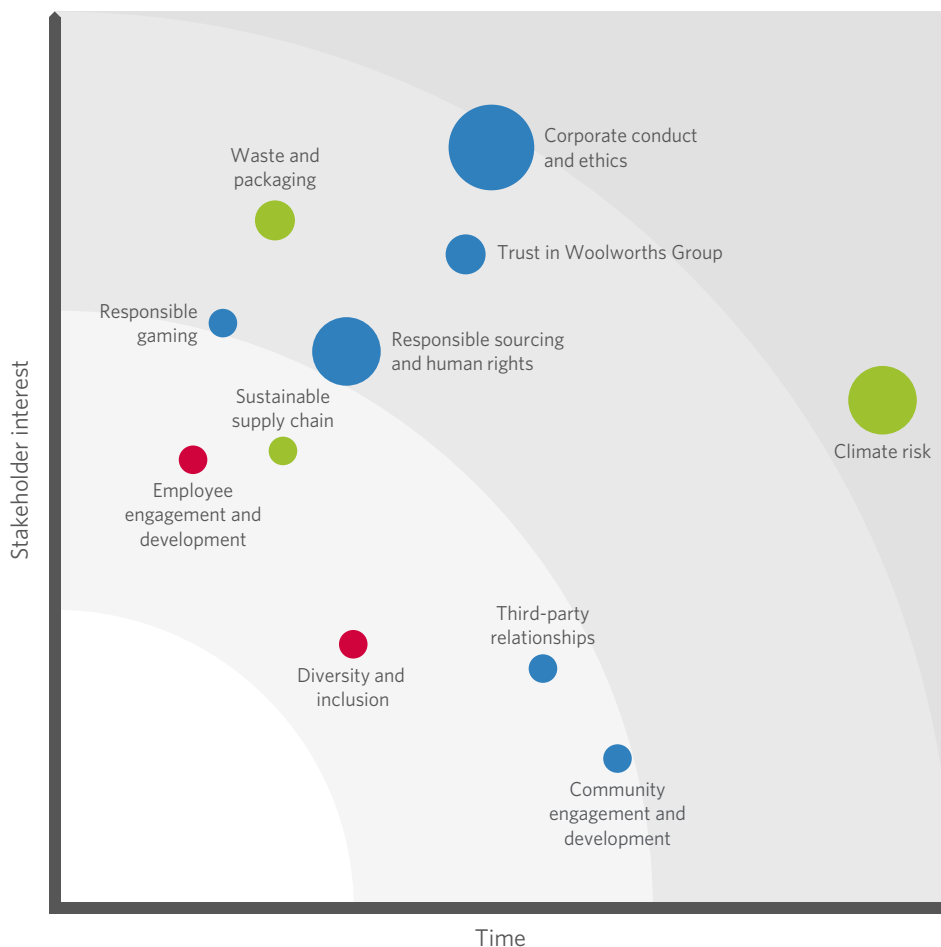 Corporate conduct
and ethics
Waste and
packaging
Trust in Woolworths Group
Responsible
gaming
Responsible sourcing
and human rights
Sustainable
supply chain
Climate risk
Employee
engagement and
development
Stakeholder interest
Third-party
relationships
Diversity and
inclusion
Community
engagement and
development
Time